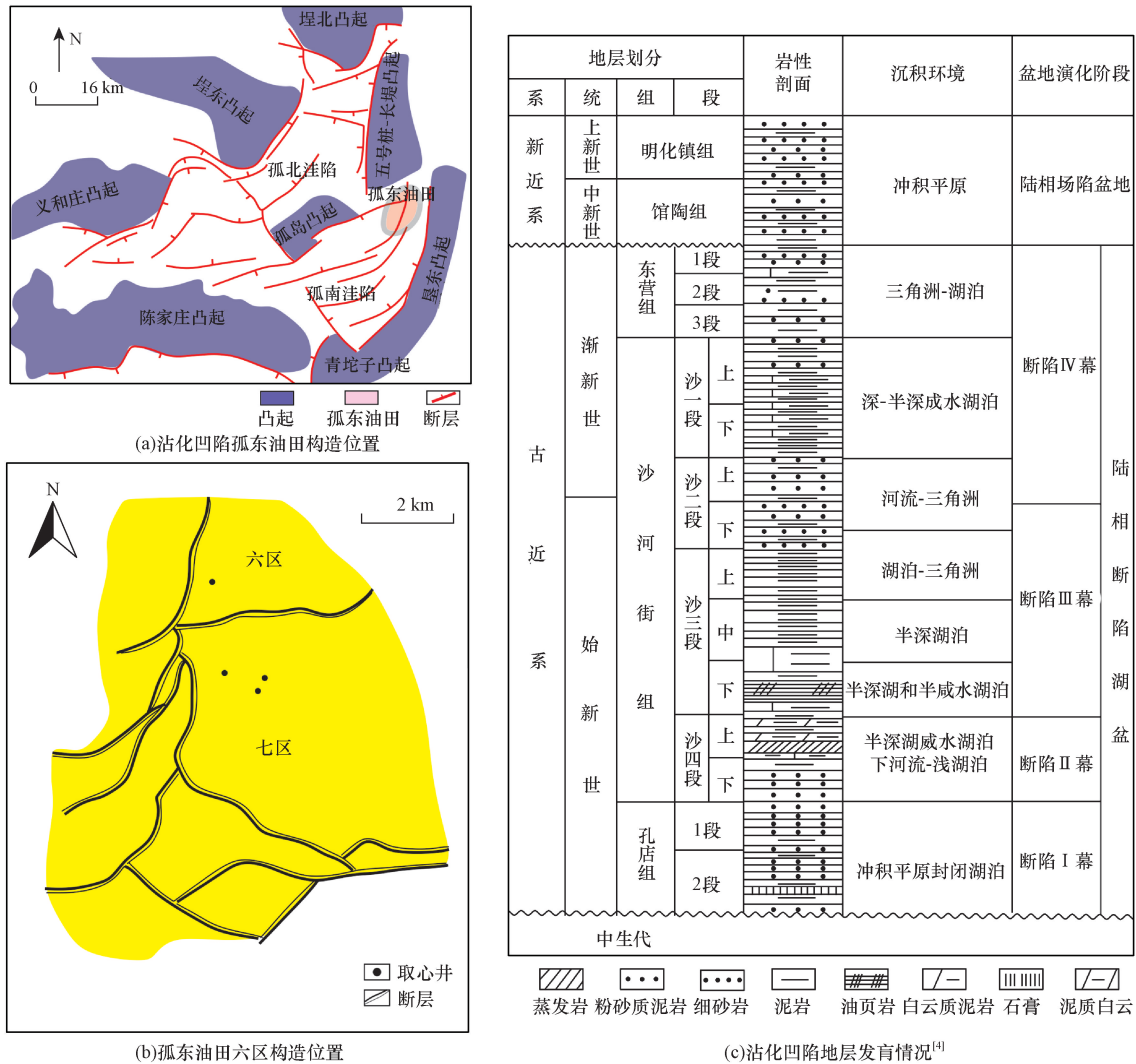 埕北凸起
N
0 16 km
埕东凸起
五号桩-长堤凸起
孤北洼陷
义和庄凸起
孤东油田
孤岛凸起
垦东凸起
孤南洼陷
陈家庄凸起
青坨子凸起
凸起 孤东油田 断层
(a)沾化凹陷孤东油田构造位置
N
2 km
六区
七区
取心井
断层
(b)孤东油田六区构造位置
地层划分 岩性剖面 沉积环境 盆地演化阶段
系 统 组 段
新近系 上新世 明化镇组 冲积平原 陆相场陷盆地
中新世 馆陶组
古近系 渐新世 东营组 1段 三角洲-湖泊 断陷Ⅳ幕 陆相断陷湖盆
2段
3段
沙河街组 沙一段 上 深-半深成水湖泊
下
沙二段 上 河流-三角洲
始新世 下 断陷Ⅲ幕
沙三段 上 湖泊-三角洲
中 半深湖泊
下 半深湖和半咸水湖泊
沙四段 上 半深湖威水湖泊 断陷Ⅱ幕
下 下河流-浅湖泊
孔店组 1段 冲积平原封闭湖泊 断陷Ⅰ幕
2段
中生代
蒸发岩 粉砂质泥岩 细砂岩 泥岩 油页岩 白云质泥岩 石膏 泥质白云
(c)沾化凹陷地层发育情况[4]